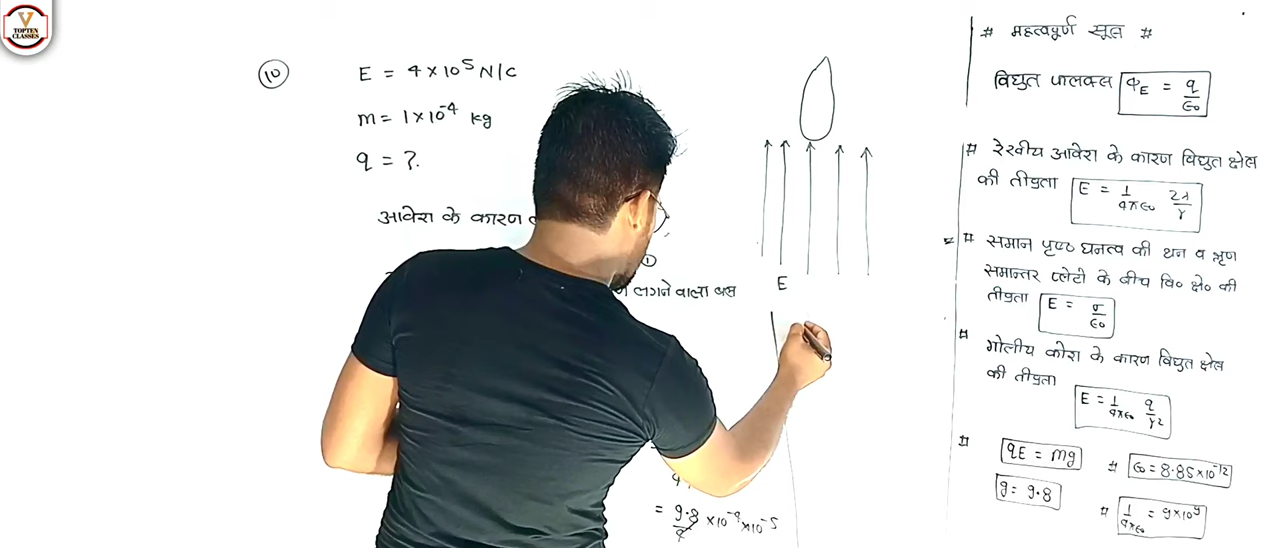 TOPTEN
CLASSES
10
E = 4×10⁵ N/C
m = 1×10⁻⁴ kg
q = ?
आवेश के कारण
①
लगने वाला बल
= 9.8/4 ×10⁻⁴×10⁻⁵
E
# महत्वपूर्ण सूत्र #
विद्युत फ्लक्स Φ_E = q/ε₀
# रेखीय आवेश के कारण विद्युत क्षेत्र
की तीव्रता E = 1/4πε₀ 2λ/r
# समान पृष्ठ घनत्व की धन व ऋण
समान्तर प्लेटो के बीच वि० क्षे० की
तीव्रता E = σ/ε₀
# गोलीय कोश के कारण विद्युत क्षेत्र
की तीव्रता
E = 1/4πε₀ q/r²
# qE = mg
g = 9.8
# ε₀ = 8.85×10⁻¹²
# 1/4πε₀ = 9×10⁹